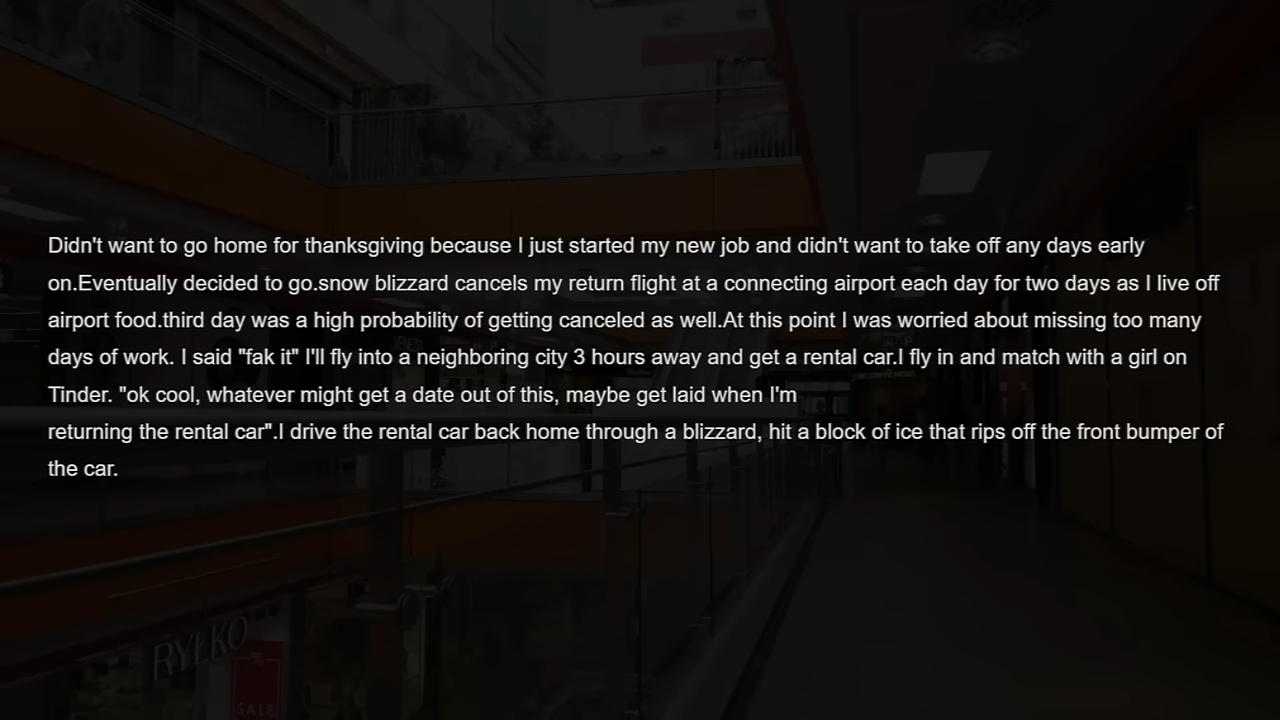 Didn't want to go home for thanksgiving because I just started my new job and didn't want to take off any days early
on.Eventually decided to go.snow blizzard cancels my return flight at a connecting airport each day for two days as I live off
airport food.third day was a high probability of getting canceled as well.At this point I was worried about missing too many
days of work. I said "fak it" I'll fly into a neighboring city 3 hours away and get a rental car.I fly in and match with a girl on
Tinder. "ok cool, whatever might get a date out of this, maybe get laid when I'm
returning the rental car".I drive the rental car back home through a blizzard, hit a block of ice that rips off the front bumper of
the car.
RYŁKO
SALE